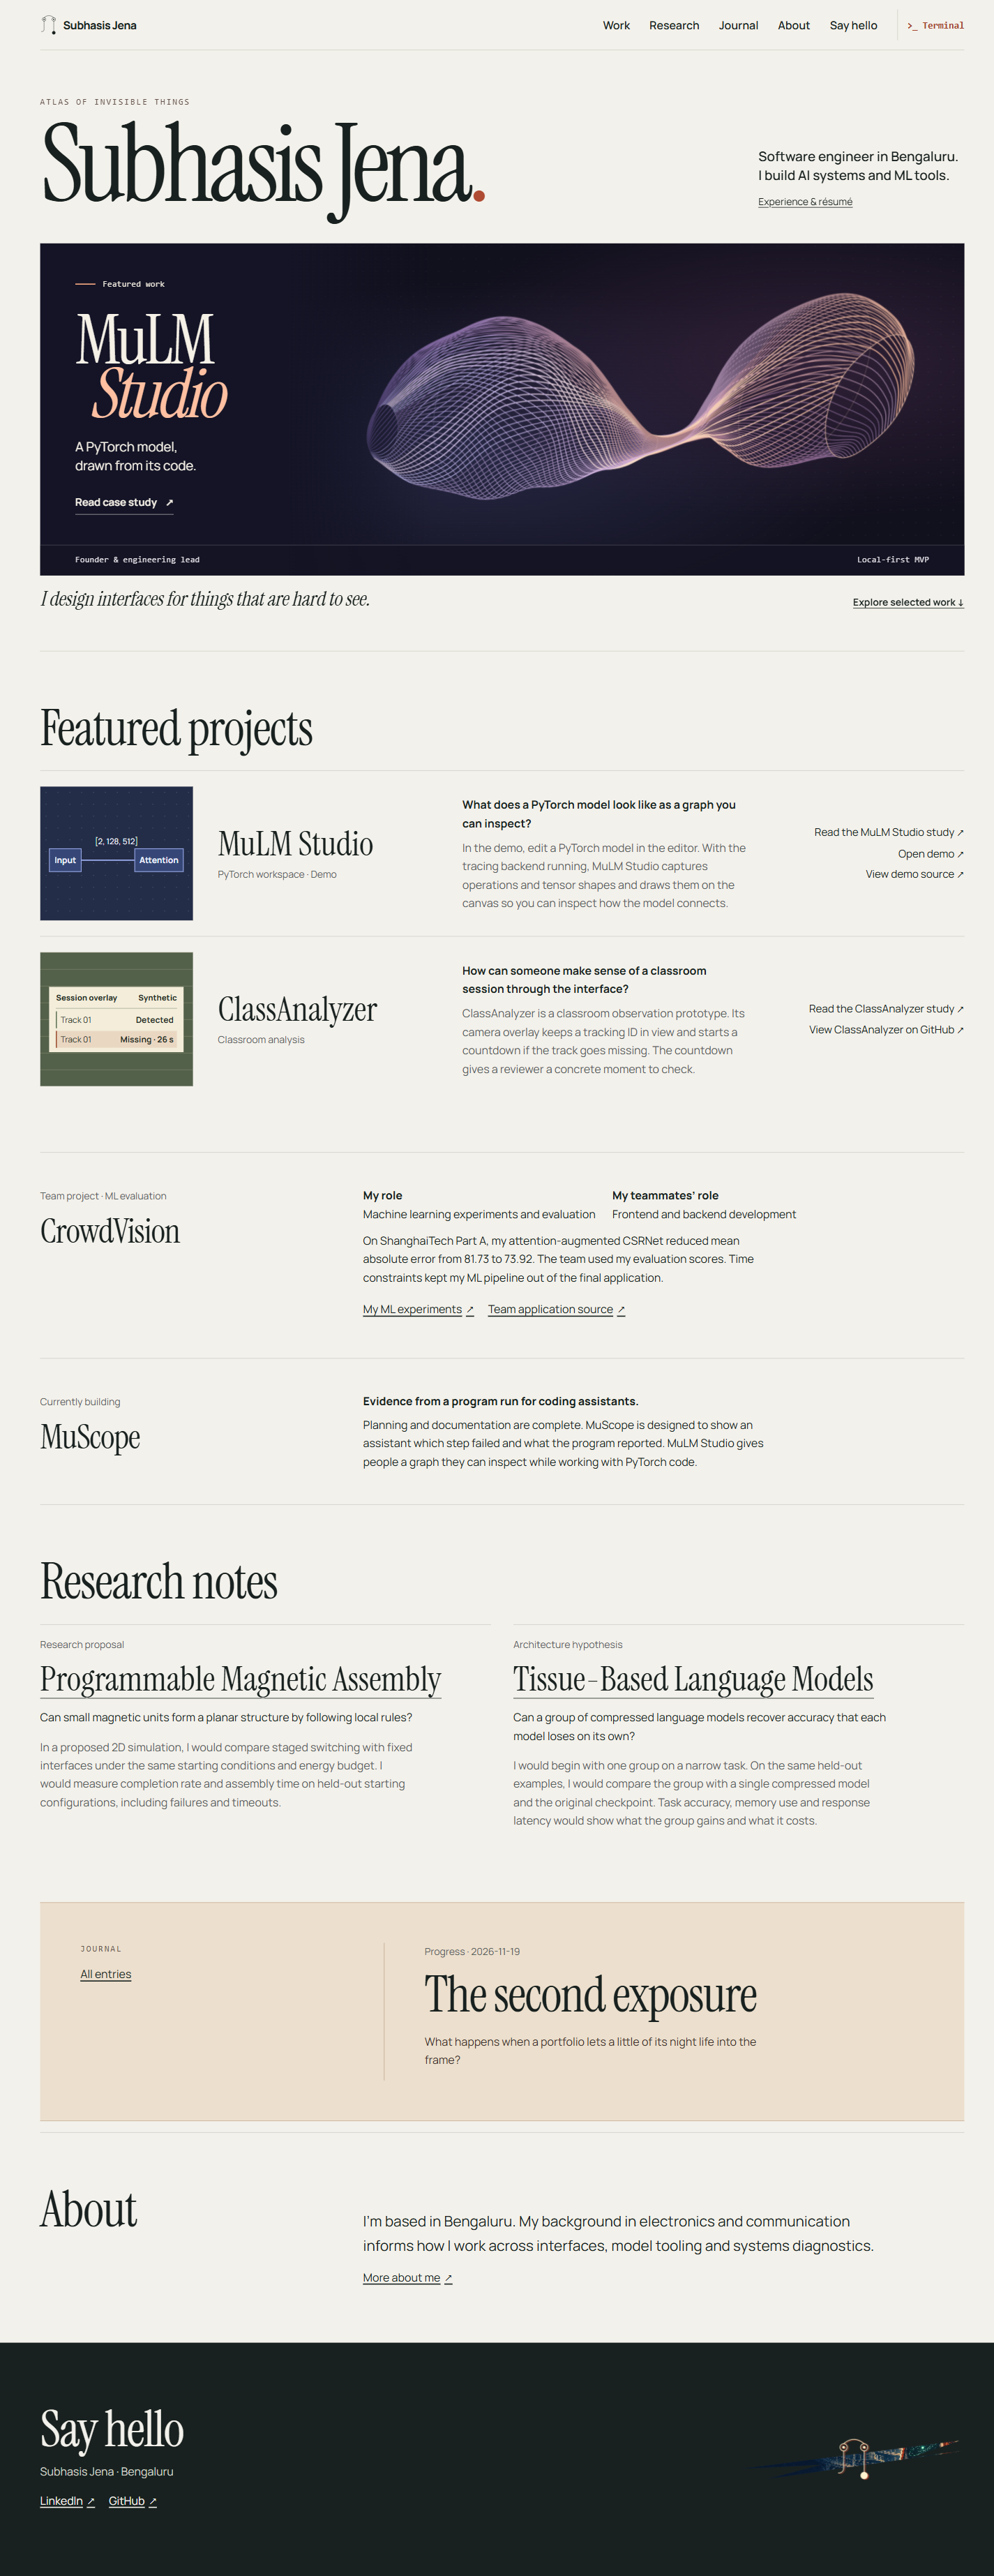 Subhasis Jena
Work Research Journal About Say hello >_ Terminal
ATLAS OF INVISIBLE THINGS
Subhasis Jena.
Software engineer in Bengaluru.
I build AI systems and ML tools.
Experience & résumé
Featured work
MuLM
Studio
A PyTorch model,
drawn from its code.
Read case study ↗
Founder & engineering lead
Local-first MVP
I design interfaces for things that are hard to see.
Explore selected work ↓
Featured projects
[2, 128, 512]
Input
Attention
MuLM Studio
PyTorch workspace · Demo
What does a PyTorch model look like as a graph you
can inspect?
In the demo, edit a PyTorch model in the editor. With the
tracing backend running, MuLM Studio captures
operations and tensor shapes and draws them on the
canvas so you can inspect how the model connects.
Read the MuLM Studio study ↗
Open demo ↗
View demo source ↗
Session overlay Synthetic
Track 01 Detected
Track 01 Missing · 26 s
ClassAnalyzer
Classroom analysis
How can someone make sense of a classroom
session through the interface?
ClassAnalyzer is a classroom observation prototype. Its
camera overlay keeps a tracking ID in view and starts a
countdown if the track goes missing. The countdown
gives a reviewer a concrete moment to check.
Read the ClassAnalyzer study ↗
View ClassAnalyzer on GitHub ↗
Team project · ML evaluation
CrowdVision
My role
Machine learning experiments and evaluation
My teammates’ role
Frontend and backend development
On ShanghaiTech Part A, my attention-augmented CSRNet reduced mean
absolute error from 81.73 to 73.92. The team used my evaluation scores. Time
constraints kept my ML pipeline out of the final application.
My ML experiments ↗ Team application source ↗
Currently building
MuScope
Evidence from a program run for coding assistants.
Planning and documentation are complete. MuScope is designed to show an
assistant which step failed and what the program reported. MuLM Studio gives
people a graph they can inspect while working with PyTorch code.
Research notes
Research proposal
Programmable Magnetic Assembly
Can small magnetic units form a planar structure by following local rules?
In a proposed 2D simulation, I would compare staged switching with fixed
interfaces under the same starting conditions and energy budget. I
would measure completion rate and assembly time on held-out starting
configurations, including failures and timeouts.
Architecture hypothesis
Tissue-Based Language Models
Can a group of compressed language models recover accuracy that each
model loses on its own?
I would begin with one group on a narrow task. On the same held-out
examples, I would compare the group with a single compressed model
and the original checkpoint. Task accuracy, memory use and response
latency would show what the group gains and what it costs.
JOURNAL
All entries
Progress · 2026-11-19
The second exposure
What happens when a portfolio lets a little of its night life into the
frame?
About
I’m based in Bengaluru. My background in electronics and communication
informs how I work across interfaces, model tooling and systems diagnostics.
More about me ↗
Say hello
Subhasis Jena · Bengaluru
LinkedIn ↗ GitHub ↗